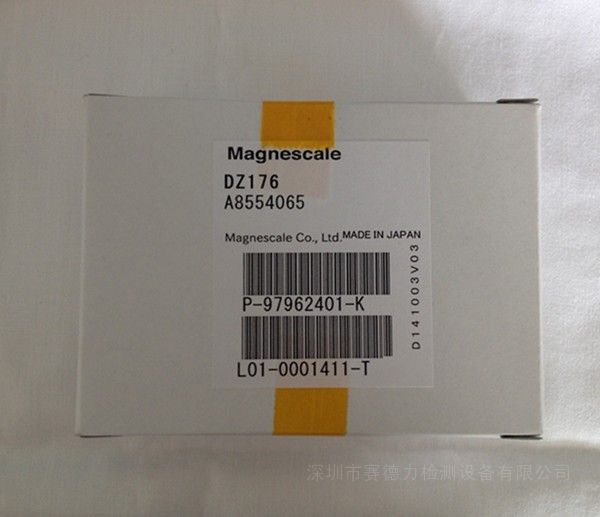 Magnescale
DZ176
A8554065
Magnescale Co., Ltd. MADE IN JAPAN
P-97962401-K
L01-0001411-T
D141003V03
深圳市赛德力检测设备有限公司